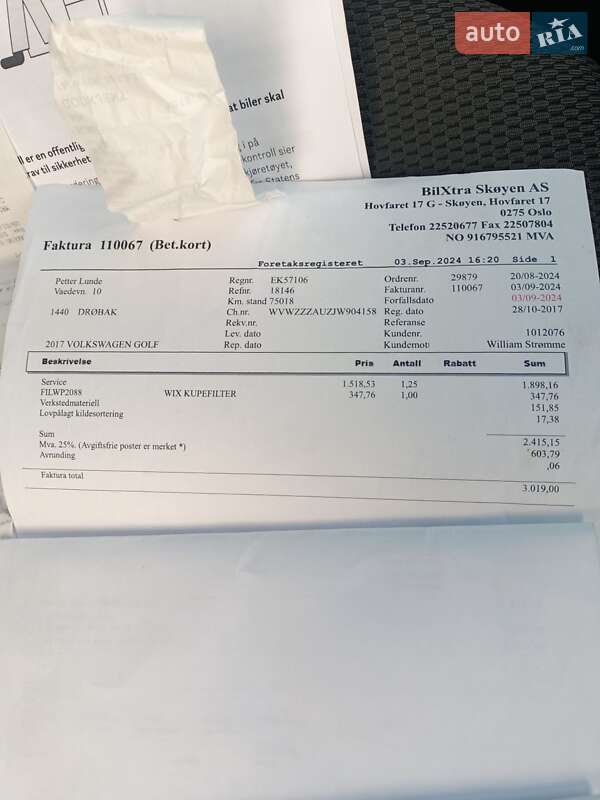 auto RIA .com
at biler skal
ll er en offentlig
rav til sikkerhet
i på
kontroll sier
kjøretøyet,
Statens
BilXtra Skøyen AS
Hovfaret 17 G - Skøyen, Hovfaret 17
0275 Oslo
Telefon 22520677 Fax 22507804
NO 916795521 MVA
Faktura 110067 (Bet.kort)
Foretaksregisteret 03.Sep.2024 16:20 Side 1
Petter Lunde Regnr. EK57106 Ordrenr. 29879 20/08-2024
Vaedevn. 10 Refnr. 18146 Fakturanr. 110067 03/09-2024
Km. stand 75018 Forfallsdato 03/09-2024
1440 DRØBAK Ch.nr. WVWZZZAUZJW904158 Reg. dato 28/10-2017
Rekv.nr. Referanse
Lev. dato Kundenr. 1012076
2017 VOLKSWAGEN GOLF Rep. dato Kundemot William Strømme
Beskrivelse Pris Antall Rabatt Sum
Service 1.518,53 1,25 1.898,16
FILWP2088 WIX KUPEFILTER 347,76 1,00 347,76
Verkstedmateriell 151,85
Lovpålagt kildesortering 17,38
Sum 2.415,15
Mva. 25%. (Avgiftsfrie poster er merket *) 603,79
Avrunding ,06
Faktura total 3.019,00